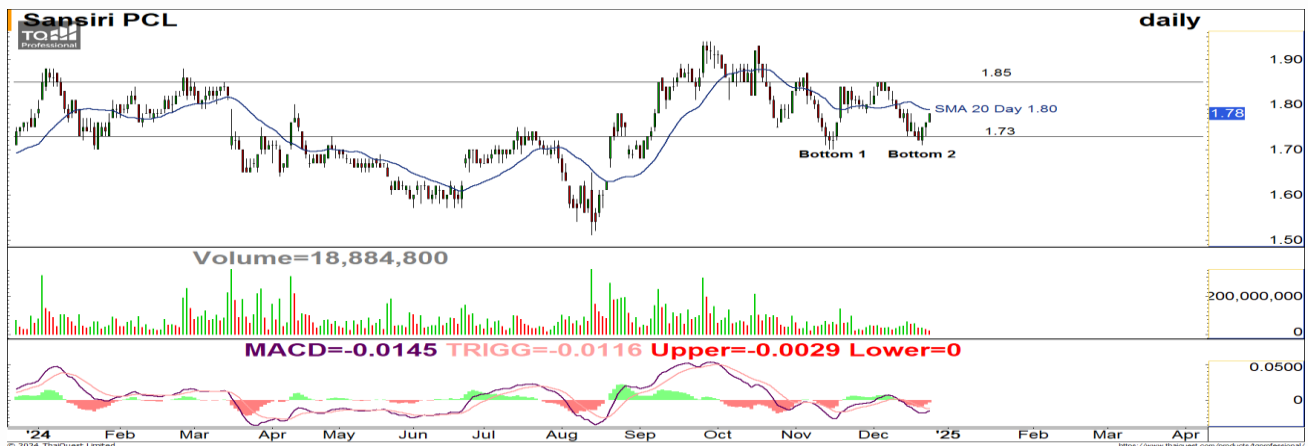 Sansiri PCL
daily
TQ
Professional
1.90
1.85
1.80
SMA 20 Day 1.80
1.78
1.73
1.70
Bottom 1 Bottom 2
1.60
1.50
Volume=18,884,800
200,000,000
0
MACD=-0.0145 TRIGG=-0.0116 Upper=-0.0029 Lower=0
0.0500
0
'24 Feb Mar Apr May Jun Jul Aug Sep Oct Nov Dec '25 Feb Mar Apr